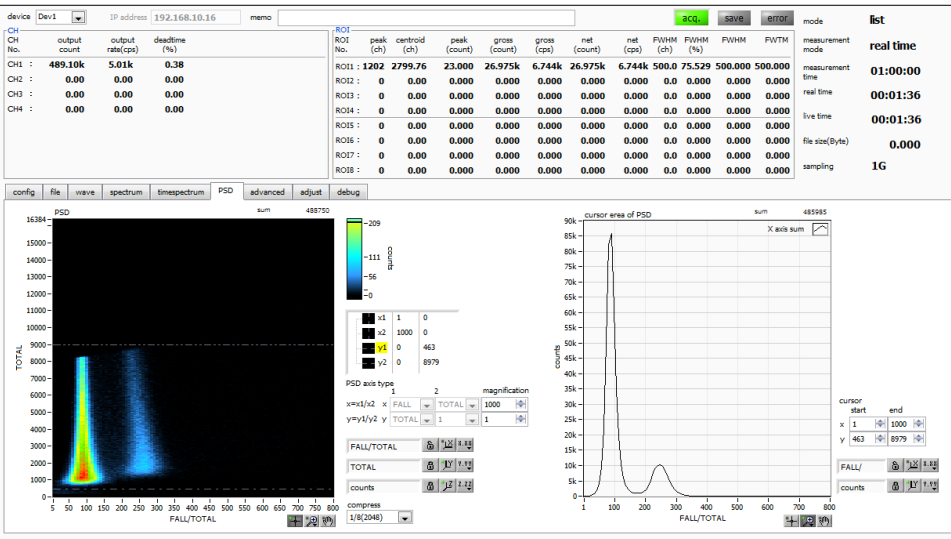 device Dev1 IP address 192.168.10.16 memo acq. save error mode list
CH
CH No. output count output rate(cps) deadtime (%)
CH1 : 489.10k 5.01k 0.38
CH2 : 0.00 0.00 0.00
CH3 : 0.00 0.00 0.00
CH4 : 0.00 0.00 0.00
ROI
ROI No. peak (ch) centroid (ch) peak (count) gross (count) gross (cps) net (count) net (cps) FWHM (ch) FWHM (%) FWHM FWTM
ROI1 : 1202 2799.76 23.000 26.975k 6.744k 26.975k 6.744k 500.0 75.529 500.000 500.000
ROI2 : 0 0.00 0.000 0.000 0.000 0.000 0.000 0.0 0.000 0.000 0.000
ROI3 : 0 0.00 0.000 0.000 0.000 0.000 0.000 0.0 0.000 0.000 0.000
ROI4 : 0 0.00 0.000 0.000 0.000 0.000 0.000 0.0 0.000 0.000 0.000
ROI5 : 0 0.00 0.000 0.000 0.000 0.000 0.000 0.0 0.000 0.000 0.000
ROI6 : 0 0.00 0.000 0.000 0.000 0.000 0.000 0.0 0.000 0.000 0.000
ROI7 : 0 0.00 0.000 0.000 0.000 0.000 0.000 0.0 0.000 0.000 0.000
ROI8 : 0 0.00 0.000 0.000 0.000 0.000 0.000 0.0 0.000 0.000 0.000
measurement mode real time
measurement time 01:00:00
real time 00:01:36
live time 00:01:36
file size(Byte) 0.000
sampling 1G
config file wave spectrum timespectrum PSD advanced adjust debug
PSD sum 489750
16384
15000
14000
13000
12000
11000
10000
9000
8000
7000
6000
5000
4000
3000
2000
1000
0
TOTAL
5 50 100 150 200 250 300 350 400 450 500 550 600 650 700 750 800
FALL/TOTAL
209
111
56
0
counts
x1 1 0
x2 1000 0
y1 0 463
y2 0 8979
PSD axis type
1 2 magnification
x=x1/x2 x FALL TOTAL 1000
y=y1/y2 y TOTAL 1 1
FALL/TOTAL
TOTAL
counts
compress
1/8(2048)
cursor erea of PSD sum 485985
X axis sum
90k
85k
80k
75k
70k
65k
60k
55k
50k
45k
40k
35k
30k
25k
20k
15k
10k
5k
0
counts
1 100 200 300 400 500 600 700 800
FALL/TOTAL
cursor
start end
x 1 1000
y 463 8979
FALL/
counts